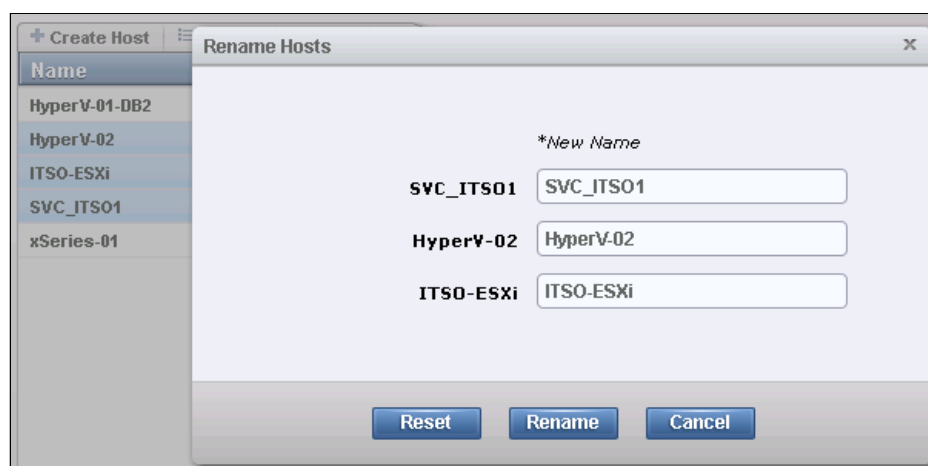 Create Host
Rename Hosts
x
Name
HyperV-01-DB2
HyperV-02
ITSO-ESXi
SVC_ITSO1
xSeries-01
*New Name
SVC_ITSO1 SVC_ITSO1
HyperV-02 HyperV-02
ITSO-ESXi ITSO-ESXi
Reset Rename Cancel